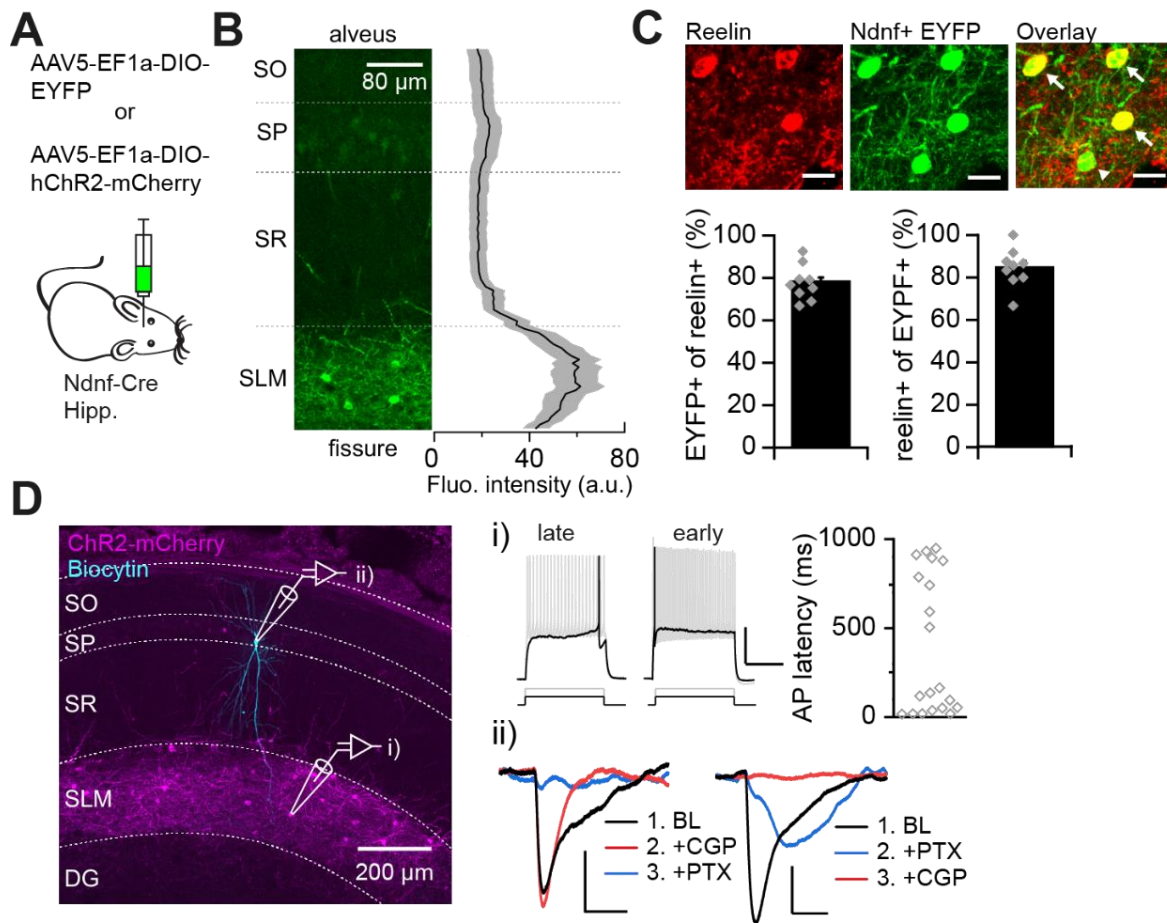 A
AAV5-EF1a-DIO-
EYFP
or
AAV5-EF1a-DIO-
hChR2-mCherry
Ndnf-Cre
Hipp.
B
alveus
80 µm
SO
SP
SR
SLM
fissure
0
40
80
Fluo. intensity (a.u.)
C
Reelin
Ndnf+ EYFP
Overlay
EYFP+ of reelin+ (%)
100
80
60
40
20
0
reelin+ of EYPF+ (%)
100
80
60
40
20
0
D
ChR2-mCherry
Biocytin
ii)
SO
SP
SR
i)
SLM
200 µm
DG
i)
late
early
AP latency (ms)
1000
500
0
ii)
1. BL
2. +CGP
3. +PTX
1. BL
2. +PTX
3. +CGP